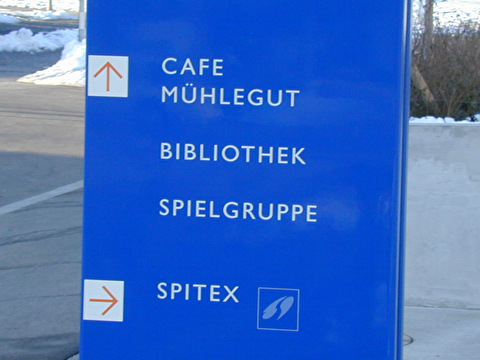 CAFE
MÜHLEGUT
BIBLIOTHEK
SPIELGRUPPE
SPITEX